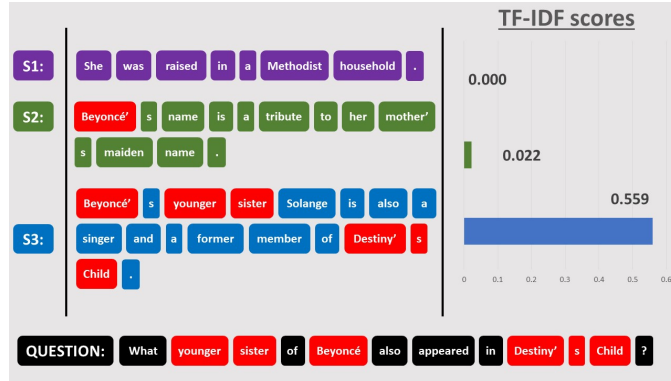 TF-IDF scores
S1: She was raised in a Methodist household .
0.000
S2: Beyoncé’ s name is a tribute to her mother’
s maiden name .
0.022
Beyoncé’ s younger sister Solange is also a
0.559
S3: singer and a former member of Destiny’ s
Child .
0 0.1 0.2 0.3 0.4 0.5 0.6
QUESTION: What younger sister of Beyoncé also appeared in Destiny’ s Child ?